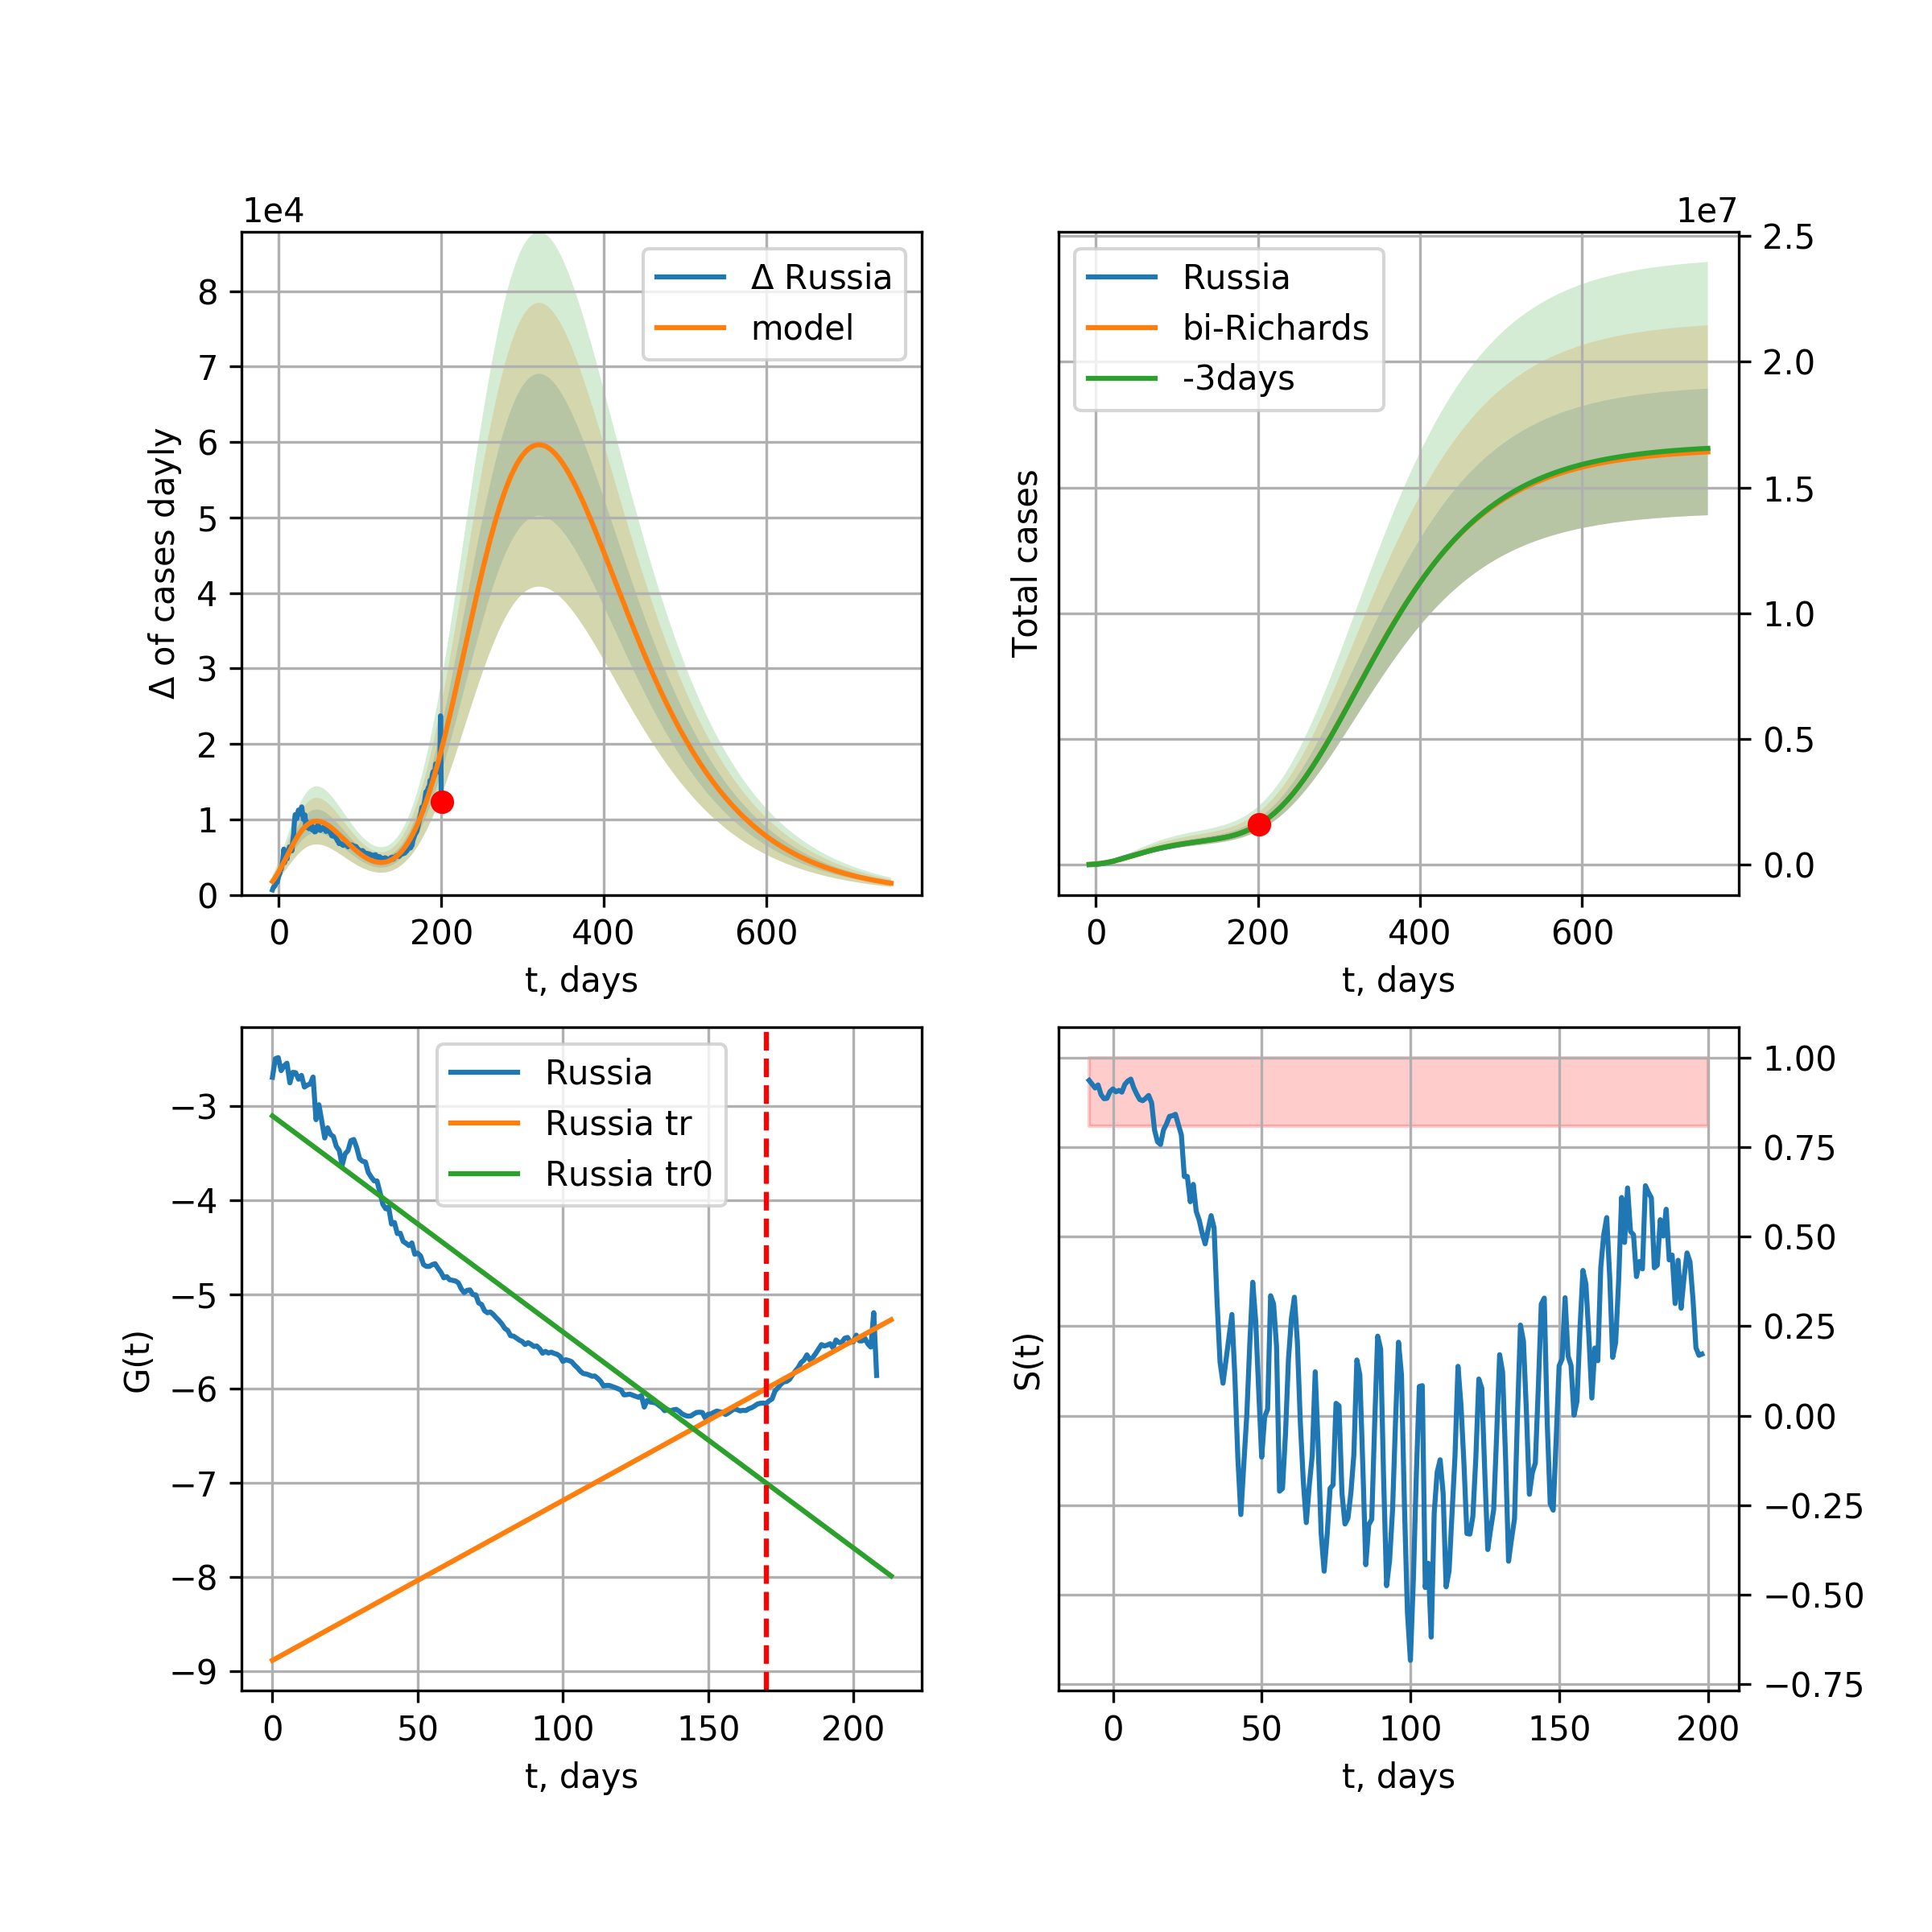 1e4
Δ Russia
model
8
7
6
5
4
3
2
1
0
Δ of cases dayly
0 200 400 600
t, days
1e7
Russia
bi-Richards
-3days
2.5
2.0
1.5
1.0
0.5
0.0
Total cases
0 200 400 600
t, days
Russia
Russia tr
Russia tr0
−3
−4
−5
−6
−7
−8
−9
G(t)
0 50 100 150 200
t, days
1.00
0.75
0.50
0.25
0.00
−0.25
−0.50
−0.75
S(t)
0 50 100 150 200
t, days